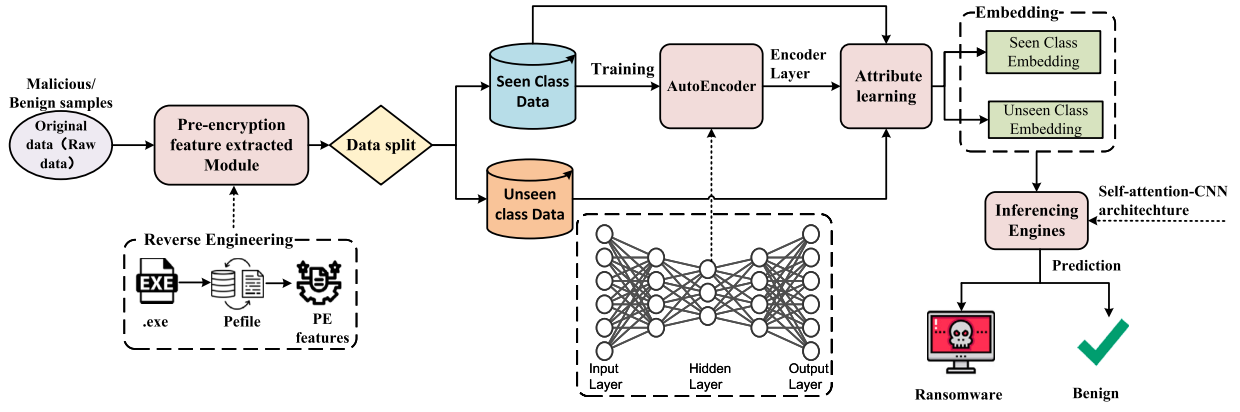 Malicious/
Benign samples
Original
data（Raw
data）
Pre-encryption
feature extracted
Module
Data split
Seen Class
Data
Unseen
class Data
Training
AutoEncoder
Encoder
Layer
Attribute
learning
Embedding
Seen Class
Embedding
Unseen Class
Embedding
Self-attention-CNN
architechture
Inferencing
Engines
Prediction
Ransomware
Benign
Reverse Engineering
EXE
.exe
Pefile
PE
features
Input
Layer
Hidden
Layer
Output
Layer